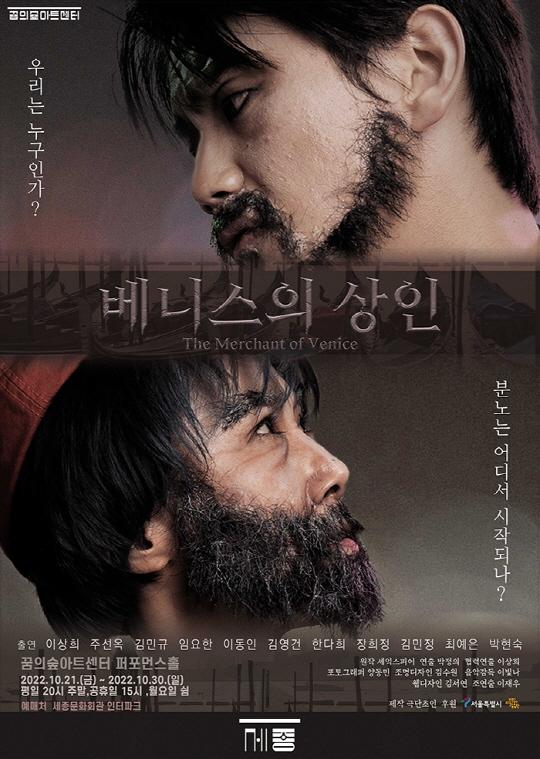 꿈의숲아트센터
우리는 누구인가?
베니스의 상인
The Merchant of Venice
분노는 어디서 시작되나?
출연 이상희 주선옥 김민규 임요한 이동인 김영건 한다희 장희정 김민정 최예은 박현숙
꿈의숲아트센터 퍼포먼스홀
2022.10.21.(금) ~ 2022.10.30.(일)
평일 20시 주말,공휴일 15시 ,월요일 쉼
예매처 세종문화회관 인터파크
원작 셰익스피어 연출 박정의 협력연출 이상희
포토그래퍼 양동민 조명디자인 김수원 음악감독 이빛나
웹디자인 김서연 조연출 이재우
제작 극단초인 후원 서울특별시
세종